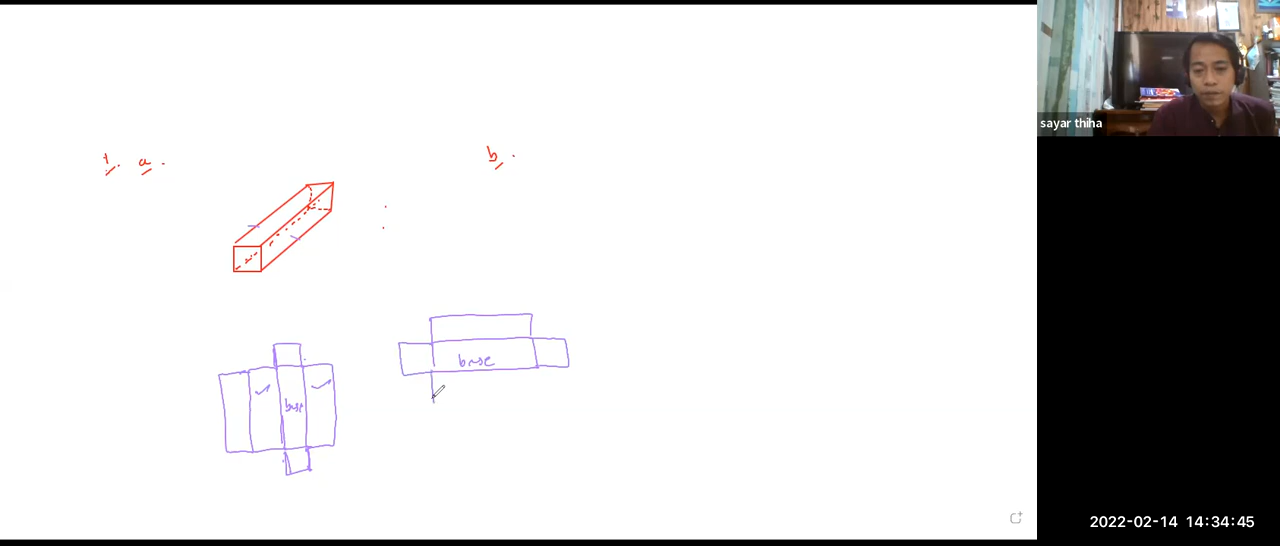 1. a.
b.
base
base
sayar thiha
2022-02-14 14:34:45